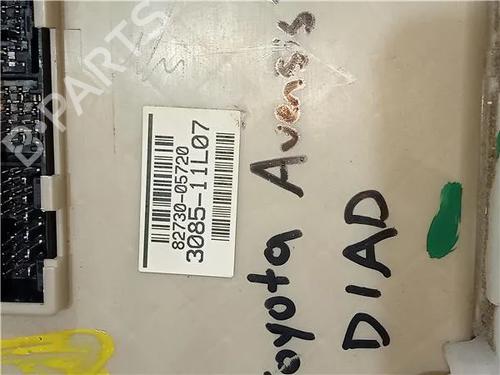 B-PARTS
82730-05720
3085-11L07
Toyota Avensis
DIAD